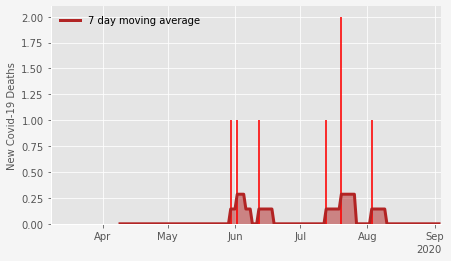 7 day moving average
New Covid-19 Deaths
2.00
1.75
1.50
1.25
1.00
0.75
0.50
0.25
0.00
Apr
May
Jun
Jul
Aug
Sep
2020